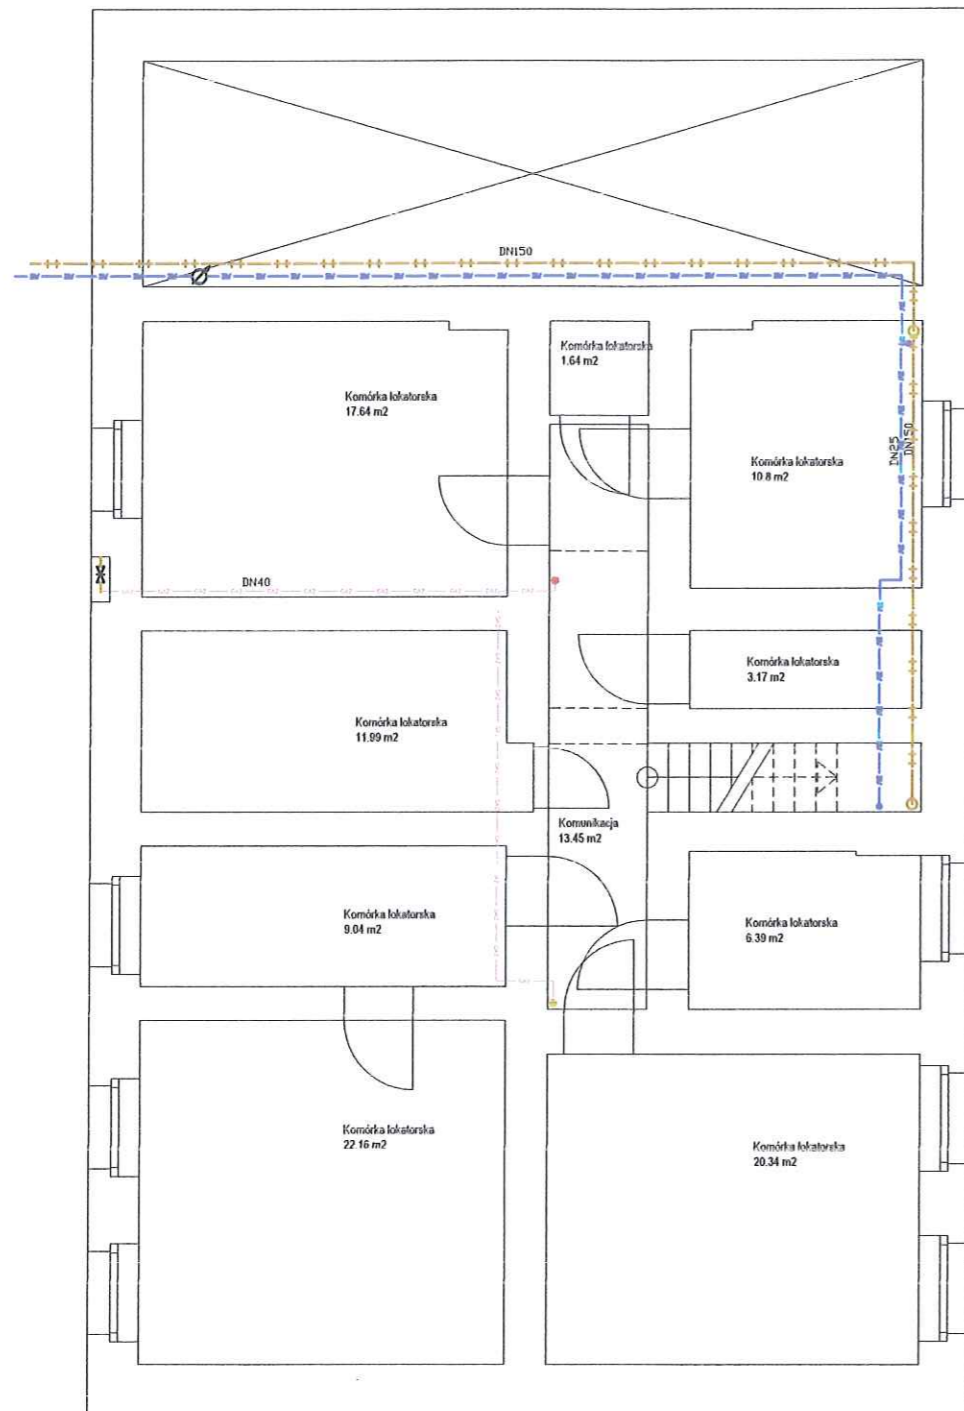 DN150
Komórka lokatorska
1.64 m2
Komórka lokatorska
17.64 m2
Komórka lokatorska
10.8 m2
DN25
DN150
DN40
Komórka lokatorska
3.17 m2
Komórka lokatorska
11.99 m2
Komunikacja
13.45 m2
Komórka lokatorska
9.04 m2
Komórka lokatorska
6.39 m2
Komórka lokatorska
22.16 m2
Komórka lokatorska
20.34 m2